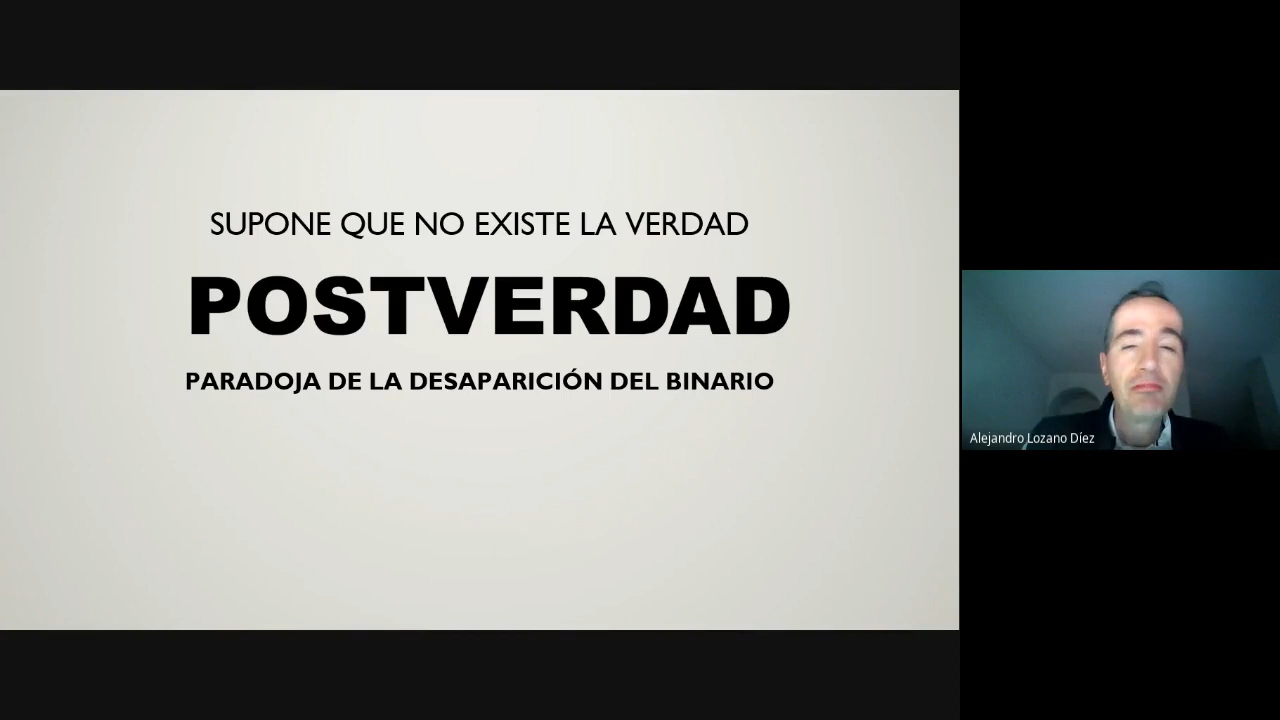 SUPONE QUE NO EXISTE LA VERDAD
POSTVERDAD
PARADOJA DE LA DESAPARICIÓN DEL BINARIO
Alejandro Lozano Díez